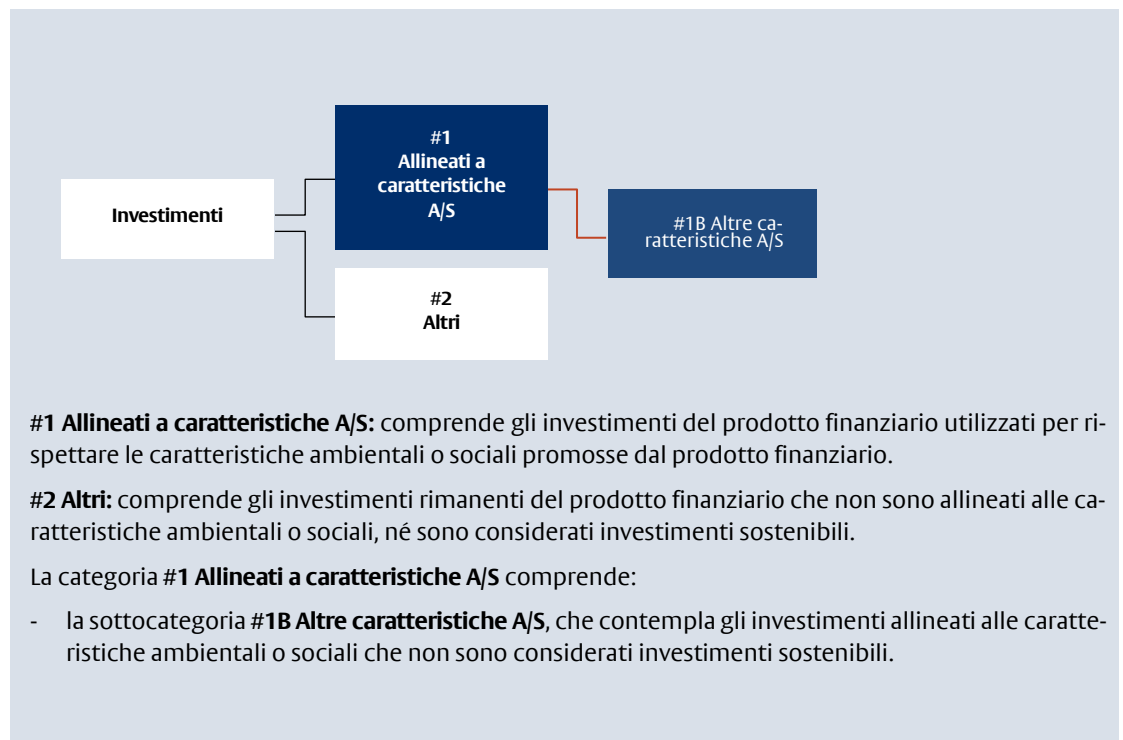 #1
Allineati a
caratteristiche
A/S
Investimenti
#1B Altre ca-
ratteristiche A/S
#2
Altri
#1 Allineati a caratteristiche A/S: comprende gli investimenti del prodotto finanziario utilizzati per ri-
spettare le caratteristiche ambientali o sociali promosse dal prodotto finanziario.
#2 Altri: comprende gli investimenti rimanenti del prodotto finanziario che non sono allineati alle ca-
ratteristiche ambientali o sociali, né sono considerati investimenti sostenibili.
La categoria #1 Allineati a caratteristiche A/S comprende:
- la sottocategoria #1B Altre caratteristiche A/S, che contempla gli investimenti allineati alle caratte-
ristiche ambientali o sociali che non sono considerati investimenti sostenibili.